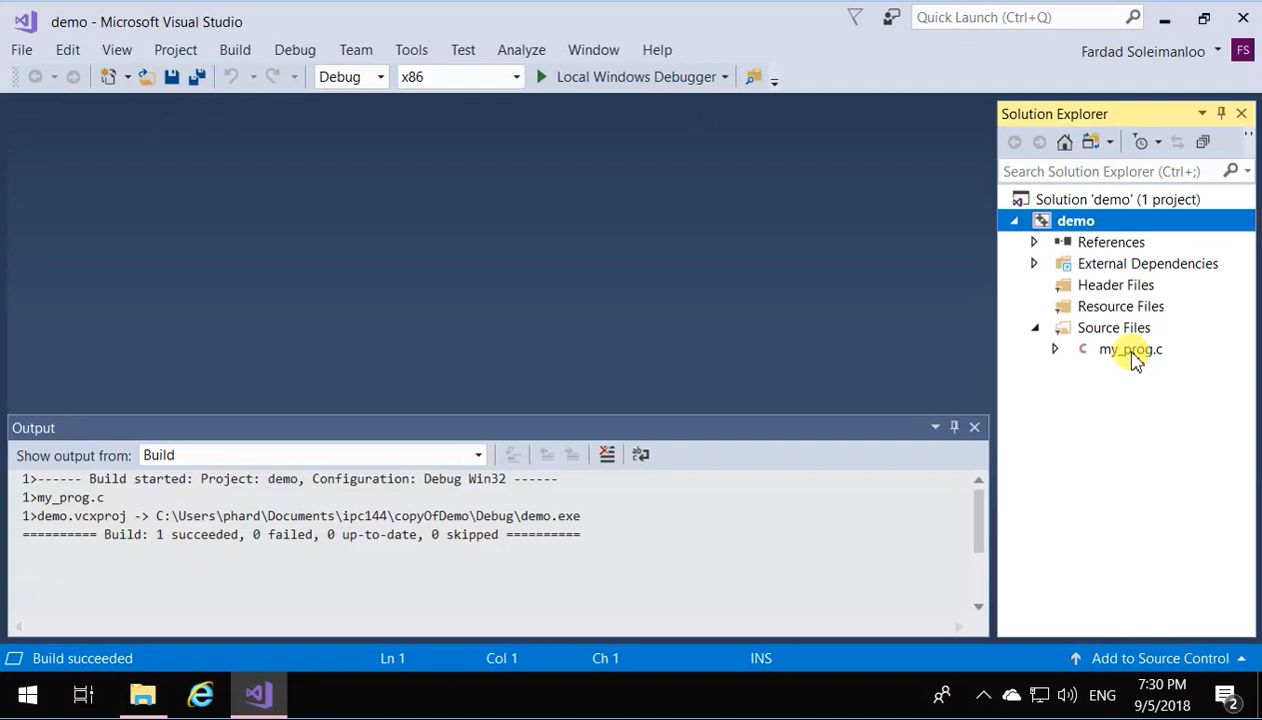 demo - Microsoft Visual Studio
Quick Launch (Ctrl+Q)
File Edit View Project Build Debug Team Tools Test Analyze Window Help
Fardad Soleimanloo FS
Debug x86 Local Windows Debugger
Solution Explorer
Search Solution Explorer (Ctrl+;)
Solution 'demo' (1 project)
demo
References
External Dependencies
Header Files
Resource Files
Source Files
C my_prog.c
Output
Show output from: Build
1>------ Build started: Project: demo, Configuration: Debug Win32 ------
1>my_prog.c
1>demo.vcxproj -> C:\Users\phard\Documents\ipc144\copyOfDemo\Debug\demo.exe
========== Build: 1 succeeded, 0 failed, 0 up-to-date, 0 skipped ==========
Build succeeded Ln 1 Col 1 Ch 1 INS Add to Source Control
ENG
7:30 PM
9/5/2018
2